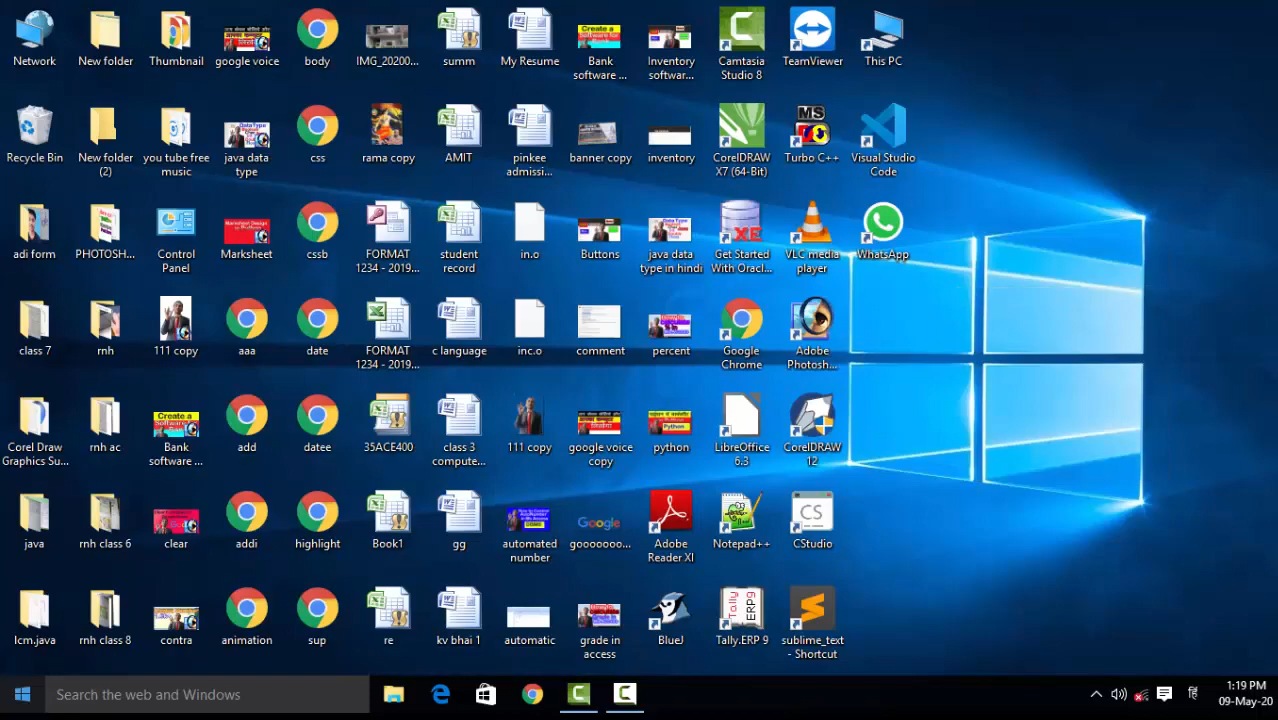 Network
New folder
Thumbnail
google voice
body
IMG_20200...
summ
My Resume
Bank
software ...
Inventory
softwar...
Camtasia
Studio 8
TeamViewer
This PC
Recycle Bin
New folder
(2)
you tube free
music
java data
type
css
rama copy
AMIT
pinkee
admissi...
banner copy
inventory
CorelDRAW
X7 (64-Bit)
Turbo C++
Visual Studio
Code
adi form
PHOTOSH...
Control
Panel
Marksheet
cssb
FORMAT
1234 - 2019...
student
record
in.o
Buttons
java data
type in hindi
Get Started
With Oracl...
VLC media
player
WhatsApp
class 7
rnh
111 copy
aaa
date
FORMAT
1234 - 2019...
c language
inc.o
comment
percent
Google
Chrome
Adobe
Photosh...
Corel Draw
Graphics Su...
rnh ac
Bank
software ...
add
datee
35ACE400
class 3
compute...
111 copy
google voice
copy
python
LibreOffice
6.3
CorelDRAW
12
java
rnh class 6
clear
addi
highlight
Book1
gg
automated
number
Google
gooooooo...
Adobe
Reader XI
Notepad++
CS
CStudio
lcm.java
rnh class 8
contra
animation
sup
re
kv bhai 1
automatic
grade in
access
BlueJ
Tally.ERP 9
sublime_text
- Shortcut
Search the web and Windows
हिं
1:19 PM
09-May-20